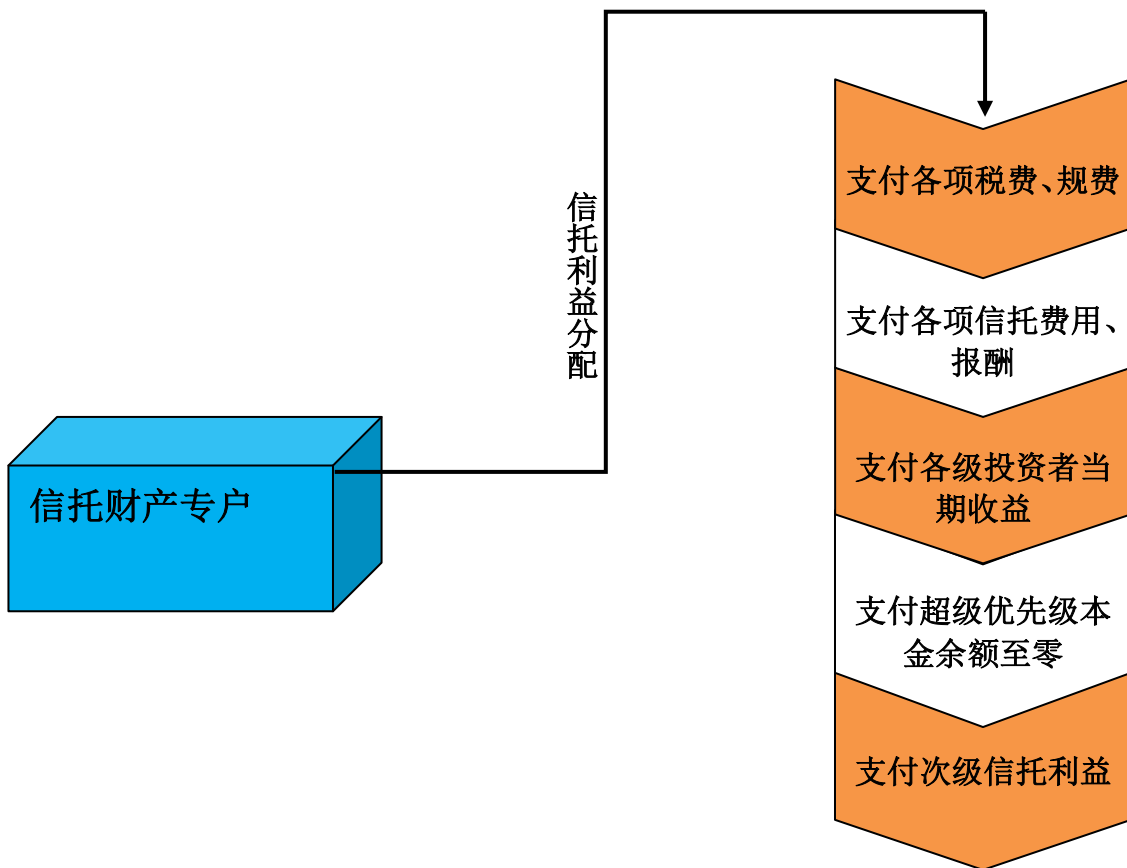 信托财产专户
信托利益分配
支付各项税费、规费
支付各项信托费用、
报酬
支付各级投资者当
期收益
支付超级优先级本
金余额至零
支付次级信托利益